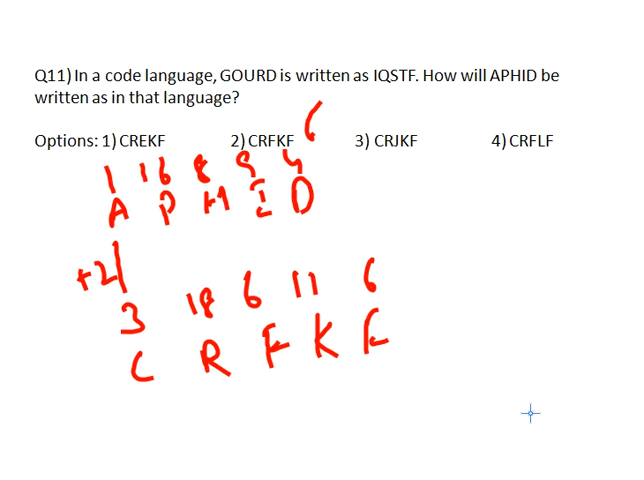 Q11) In a code language, GOURD is written as IQSTF. How will APHID be
written as in that language?
Options: 1) CREKF 2) CRFKF 3) CRJKF 4) CRFLF
1 16 8 9 4
A P H I D
+2
3 18 6 11 6
C R F K F